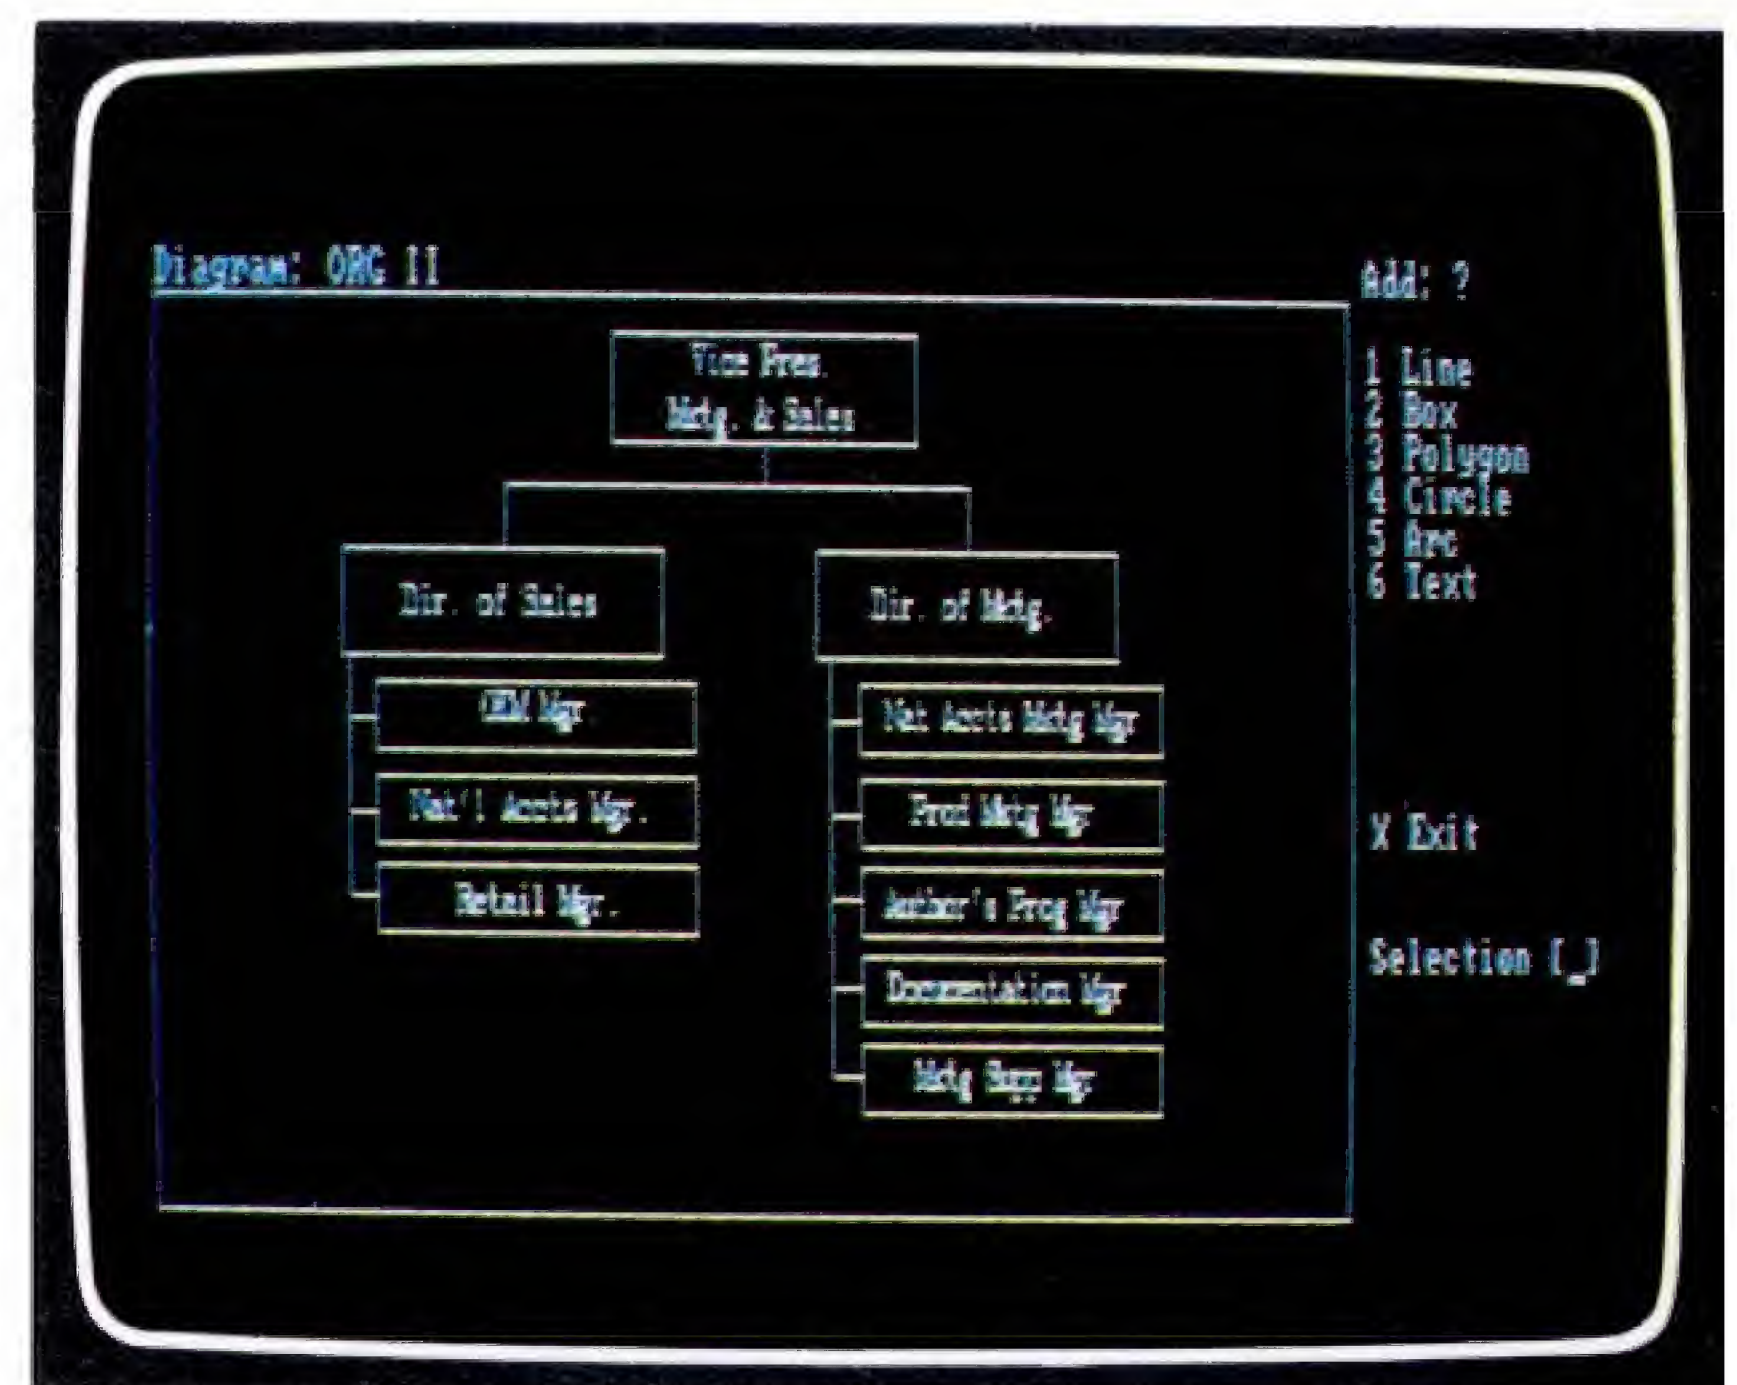 Diagram: ORG II
Vice Pres.
Mktg. & Sales
Dir. of Sales
Dir. of Mktg.
OEM Mgr
Nat'l Accts Mgr.
Retail Mgr.
Nat Accts Mktg Mgr
Prod Mktg Mgr
Author's Prog Mgr
Documentation Mgr
Mktg Supp Mgr
Add: ?
1 Line
2 Box
3 Polygon
4 Circle
5 Arc
6 Text
X Exit
Selection (_)